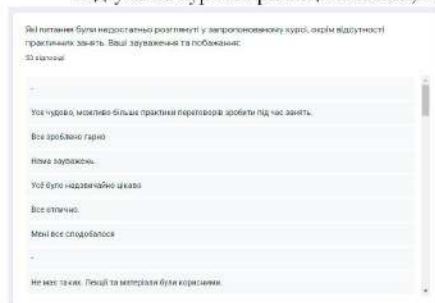 Які питання були недостатньо розглянуті у запропонованому курсі, окрім відсутності
практичних занять. Ваші зауваження та побажання:
53 відповіді
-
Усе чудово, можливо більше практики переговорів зробити під час занять.
Все зроблено гарно
Нема зауважень.
Усе було надзвичайно цікаво
Все отлично.
Мені все сподобалося
-
Не має таких. Лекції та матеріали були корисними